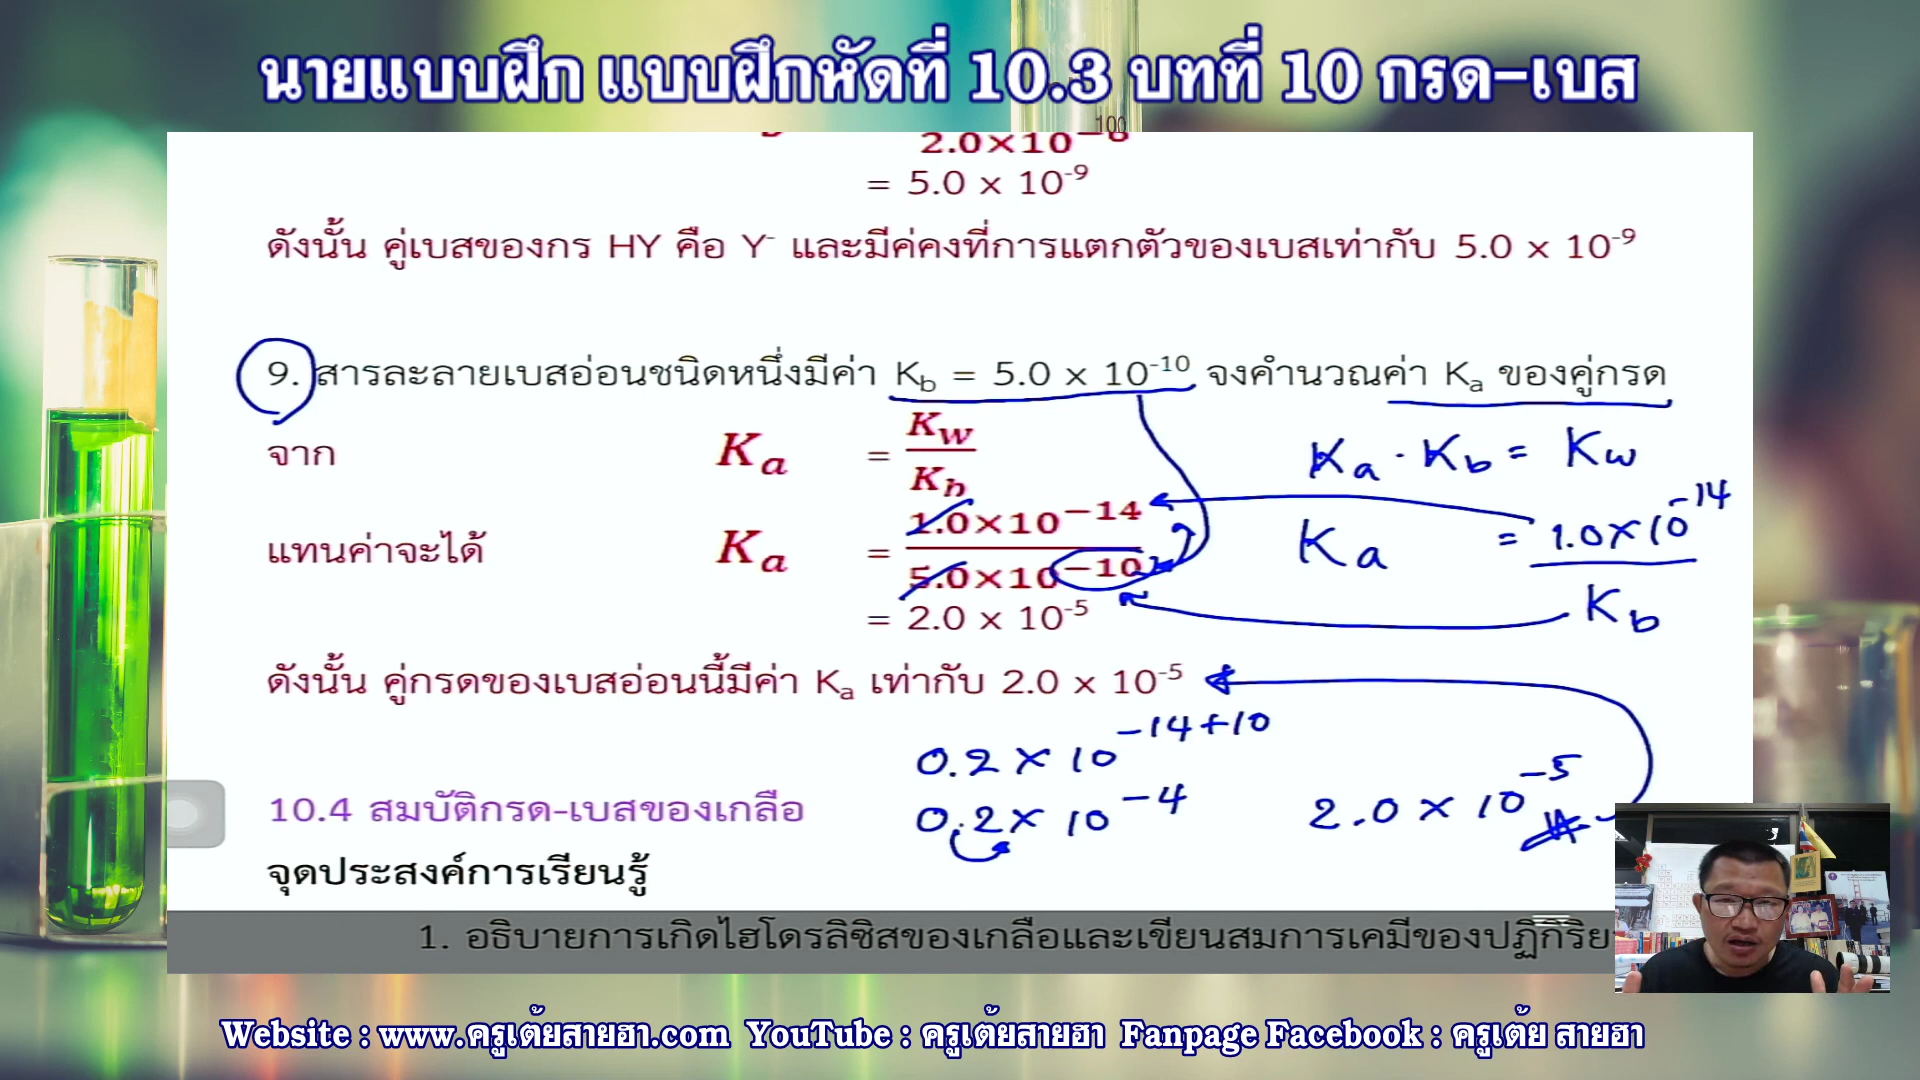 นายแบบฝึก แบบฝึกหัดที่ 10.3 บทที่ 10 กรด-เบส
100
2.0×10⁻⁶
= 5.0 x 10⁻⁹
ดังนั้น คู่เบสของกร HY คือ Y⁻ และมีค่คงที่การแตกตัวของเบสเท่ากับ 5.0 x 10⁻⁹
9. สารละลายเบสอ่อนชนิดหนึ่งมีค่า K_b = 5.0 x 10⁻¹⁰ จงคำนวณค่า K_a ของคู่กรด
จาก K_a = K_w / K_b
K_a · K_b = K_w
แทนค่าจะได้ K_a = 1.0×10⁻¹⁴ / 5.0×10⁻¹⁰
K_a = 1.0×10⁻¹⁴ / K_b
= 2.0 x 10⁻⁵
ดังนั้น คู่กรดของเบสอ่อนนี้มีค่า K_a เท่ากับ 2.0 x 10⁻⁵
0.2 × 10⁻¹⁴⁺¹⁰
0.2 × 10⁻⁴ 2.0 × 10⁻⁵
10.4 สมบัติกรด-เบสของเกลือ
จุดประสงค์การเรียนรู้
1. อธิบายการเกิดไฮโดรลิซิสของเกลือและเขียนสมการเคมีของปฏิกิริย
Website : www.ครูเต้ยสายฮา.com YouTube : ครูเต้ยสายฮา Fanpage Facebook : ครูเต้ย สายฮา